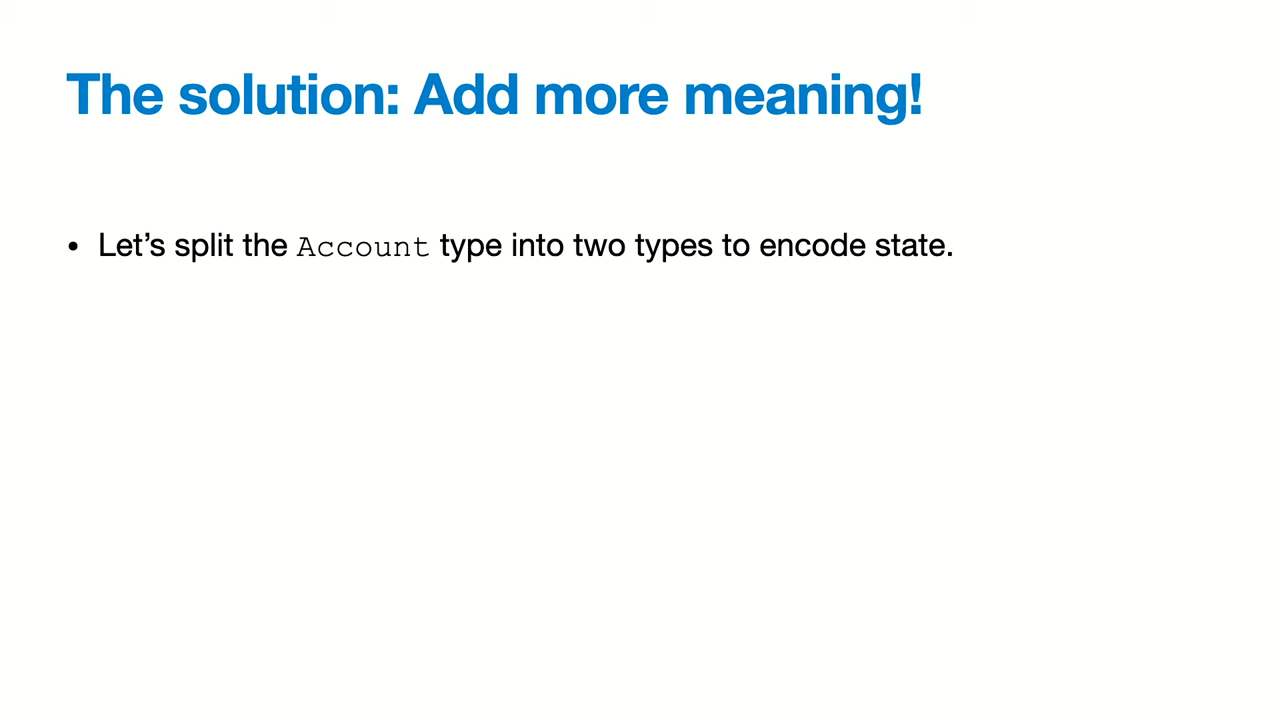 The solution: Add more meaning!
• Let’s split the Account type into two types to encode state.